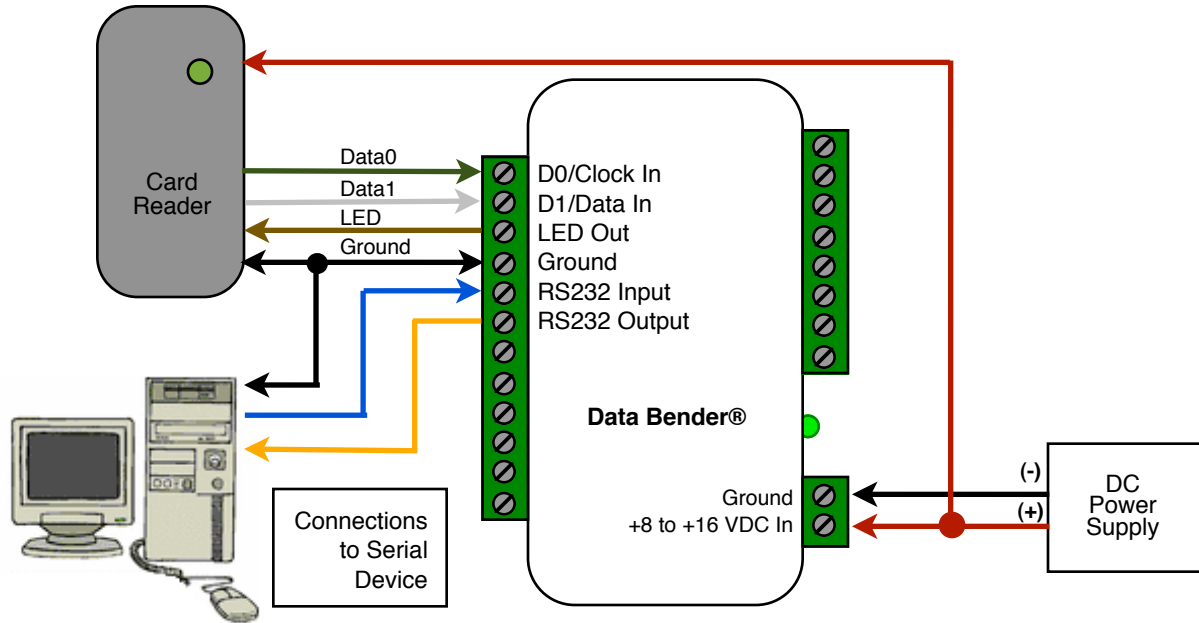 Card
Reader
Data0
Data1
LED
Ground
D0/Clock In
D1/Data In
LED Out
Ground
RS232 Input
RS232 Output
Data Bender®
Connections
to Serial
Device
Ground
+8 to +16 VDC In
(-)
(+)
DC
Power
Supply